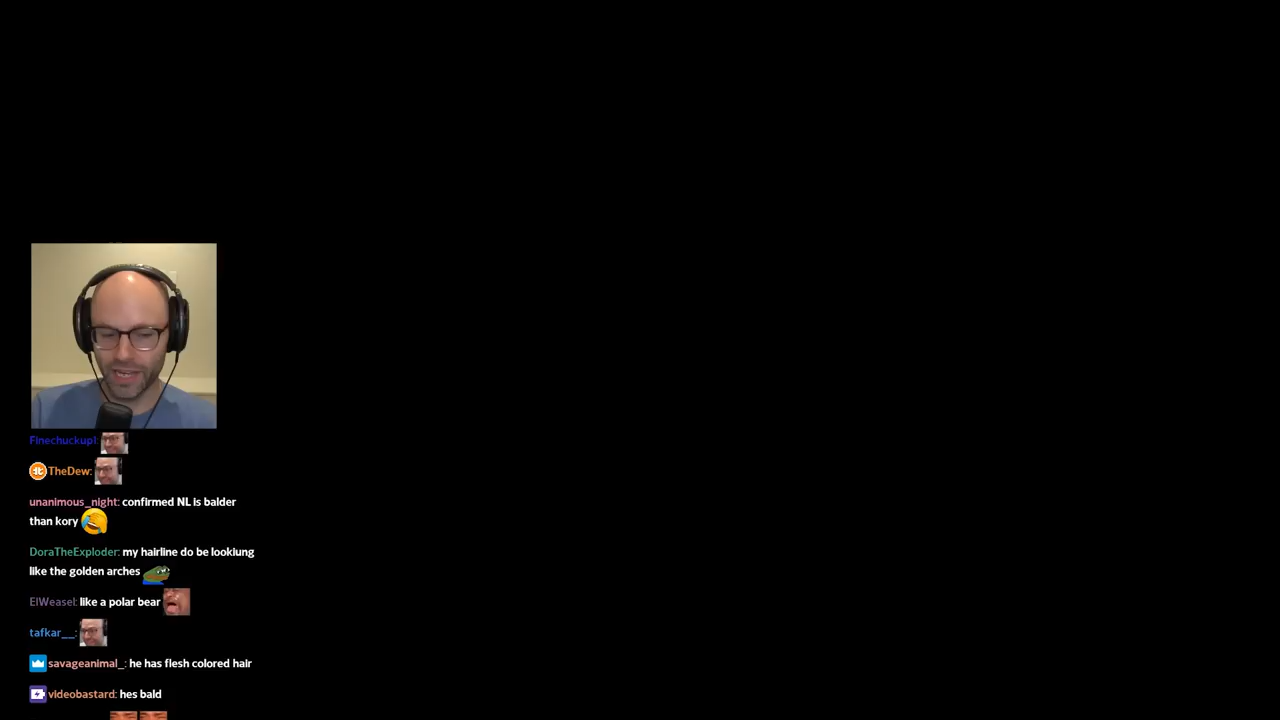 Finechuckup1:
TheDew:
unanimous_night: confirmed NL is balder
than kory
DoraTheExploder: my hairline do be lookiung
like the golden arches
ElWeasel: like a polar bear
tafkar__:
savageanimal_: he has flesh colored hair
videobastard: hes bald